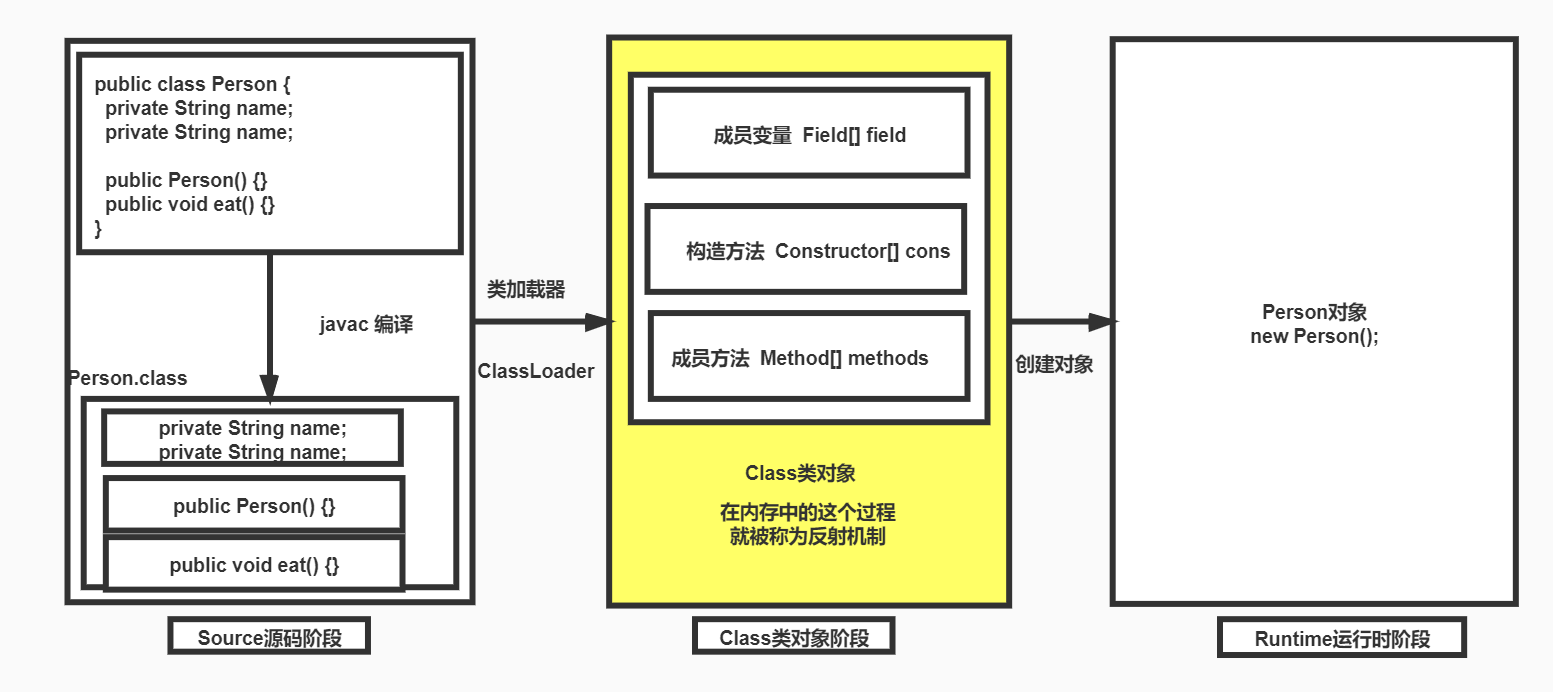 public class Person {
private String name;
private String name;
public Person() {}
public void eat() {}
}
javac 编译
Person.class
private String name;
private String name;
public Person() {}
public void eat() {}
Source源码阶段
类加载器
ClassLoader
成员变量 Field[] field
构造方法 Constructor[] cons
成员方法 Method[] methods
Class类对象
在内存中的这个过程
就被称为反射机制
Class类对象阶段
创建对象
Person对象
new Person();
Runtime运行时阶段